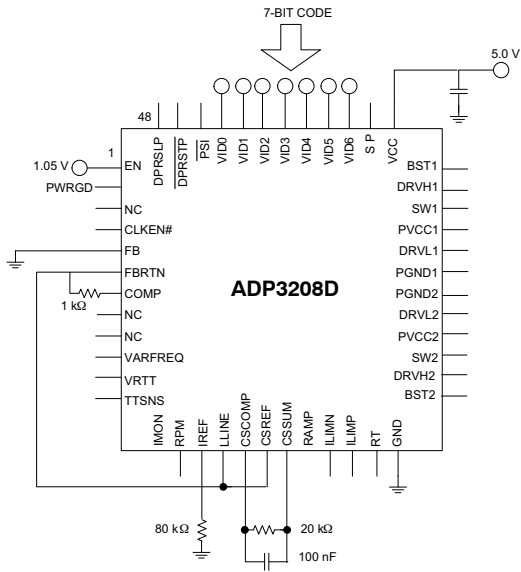 7-BIT CODE
5.0 V
48
DPRSLP
DPRSTP
PSI
VID0
VID1
VID2
VID3
VID4
VID5
VID6
S P
VCC
1
1.05 V
EN
PWRGD
NC
CLKEN#
FB
FBRTN
COMP
1 kΩ
NC
NC
VARFREQ
VRTT
TTSNS
ADP3208D
BST1
DRVH1
SW1
PVCC1
DRVL1
PGND1
PGND2
DRVL2
PVCC2
SW2
DRVH2
BST2
IMON
RPM
IREF
LLINE
CSCOMP
CSREF
CSSUM
RAMP
ILIMN
ILIMP
RT
GND
80 kΩ
20 kΩ
100 nF